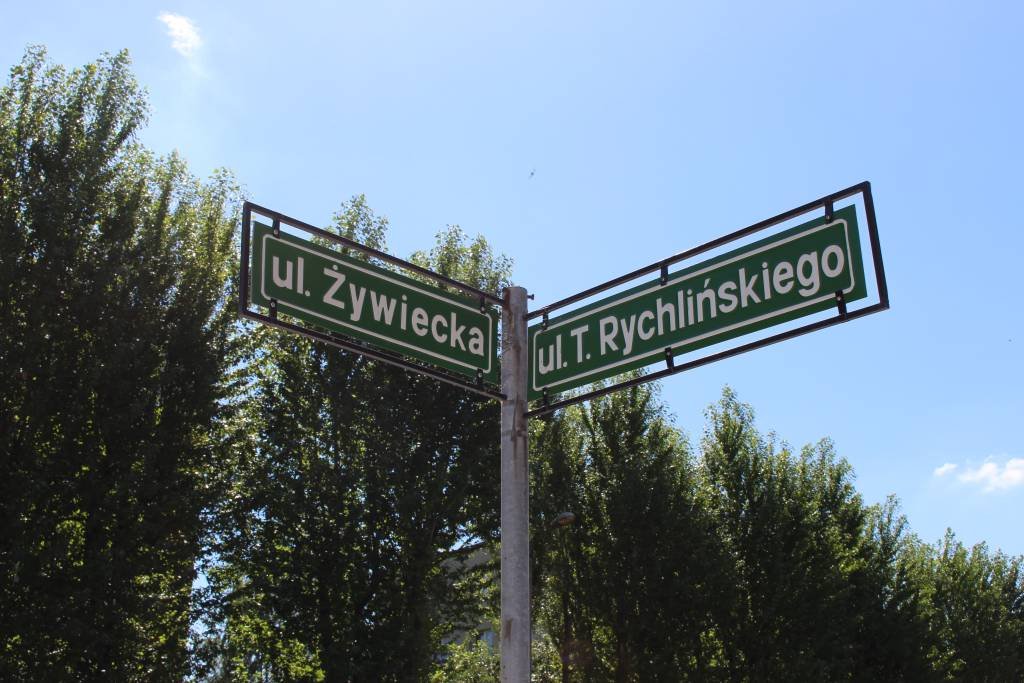 ul. Żywiecka
ul. T. Rychlińskiego